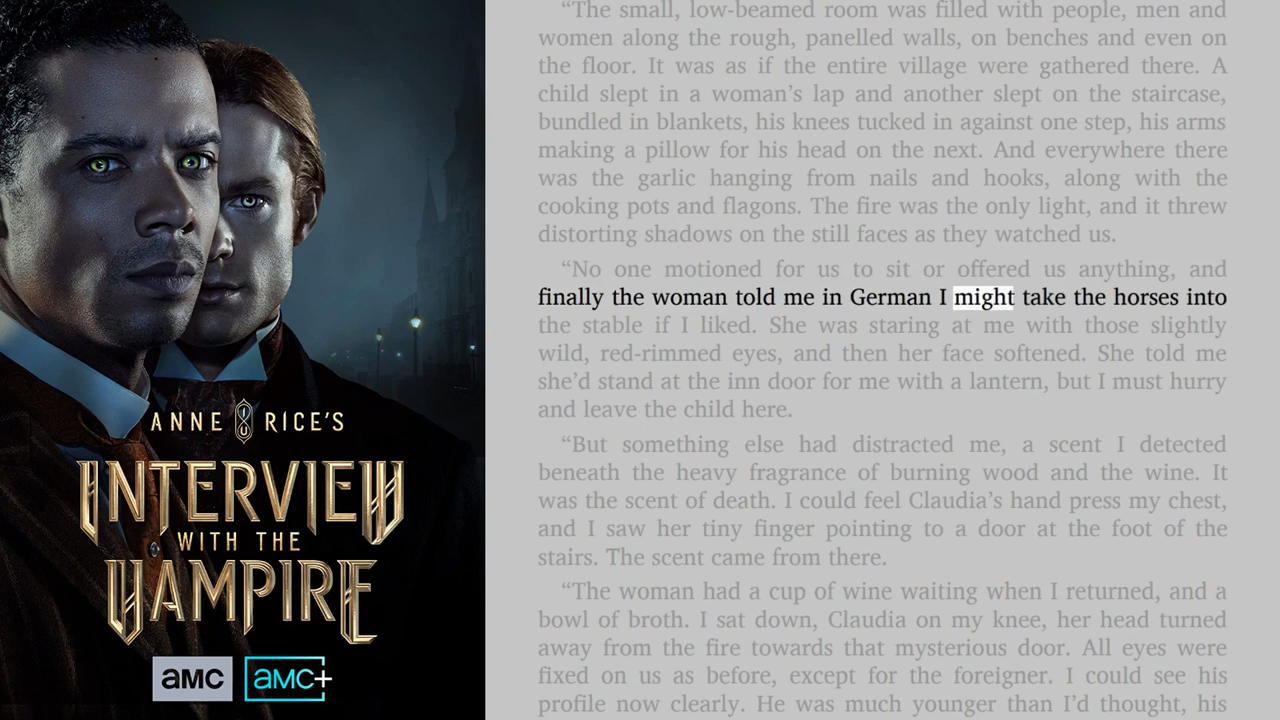 ANNE RICE'S
INTERVIEW
WITH THE
VAMPIRE
aMC
aMC+
“The small, low-beamed room was filled with people, men and
women along the rough, panelled walls, on benches and even on
the floor. It was as if the entire village were gathered there. A
child slept in a woman’s lap and another slept on the staircase,
bundled in blankets, his knees tucked in against one step, his arms
making a pillow for his head on the next. And everywhere there
was the garlic hanging from nails and hooks, along with the
cooking pots and flagons. The fire was the only light, and it threw
distorting shadows on the still faces as they watched us.
“No one motioned for us to sit or offered us anything, and
finally the woman told me in German I might take the horses into
the stable if I liked. She was staring at me with those slightly
wild, red-rimmed eyes, and then her face softened. She told me
she’d stand at the inn door for me with a lantern, but I must hurry
and leave the child here.
“But something else had distracted me, a scent I detected
beneath the heavy fragrance of burning wood and the wine. It
was the scent of death. I could feel Claudia’s hand press my chest,
and I saw her tiny finger pointing to a door at the foot of the
stairs. The scent came from there.
“The woman had a cup of wine waiting when I returned, and a
bowl of broth. I sat down, Claudia on my knee, her head turned
away from the fire towards that mysterious door. All eyes were
fixed on us as before, except for the foreigner. I could see his
profile now clearly. He was much younger than I’d thought, his